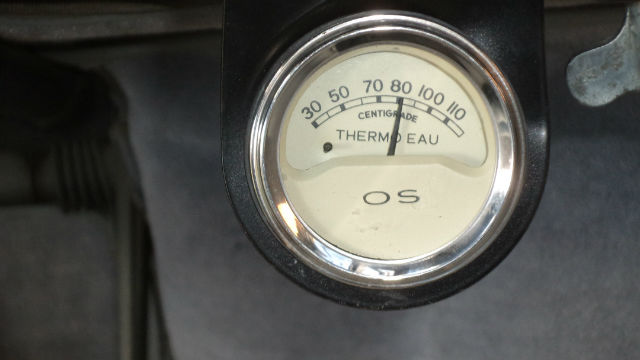 30 50 70 80 100 110
CENTIGRADE
THERMO EAU
OS